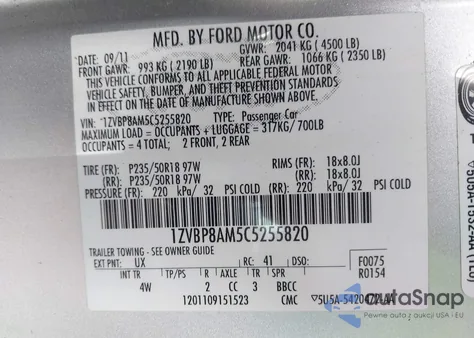 MFD. BY FORD MOTOR CO.
DATE: 09/11 GVWR: 2041 KG (4500 LB)
FRONT GAWR: 993 KG (2190 LB) REAR GAWR: 1066 KG (2350 LB)
THIS VEHICLE CONFORMS TO ALL APPLICABLE FEDERAL MOTOR
VEHICLE SAFETY, BUMPER, AND THEFT PREVENTION
STANDARDS IN EFFECT ON THE
DATE OF MANUFACTURE SHOWN ABOVE.
VIN: 1ZVBP8AM5C5255820 TYPE: Passenger Car
MAXIMUM LOAD = OCCUPANTS + LUGGAGE = 317KG/700LB
OCCUPANTS = 4 TOTAL; 2 FRONT, 2 REAR
TIRE (FR): P235/50R18 97W RIMS (FR): 18x8.0J
(RR): P235/50R18 97W (RR): 18x8.0J
PRESSURE (FR): 220 kPa/ 32 PSI COLD (RR): 220 kPa/ 32 PSI COLD
1ZVBP8AM5C5255820
TRAILER TOWING - SEE OWNER GUIDE
EXT PNT: UX RC: 41 DSO: F0075
R0154
INT TR TP/PS R AXLE TR SPR
4W 2 CC 3 BBCC
1201109151523 CMC
autoSnap
Photos from USA i EU